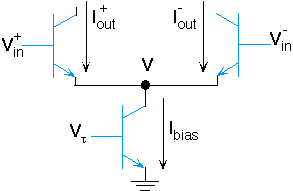 I+out
I-out
V+in
V-in
V
Vτ
Ibias